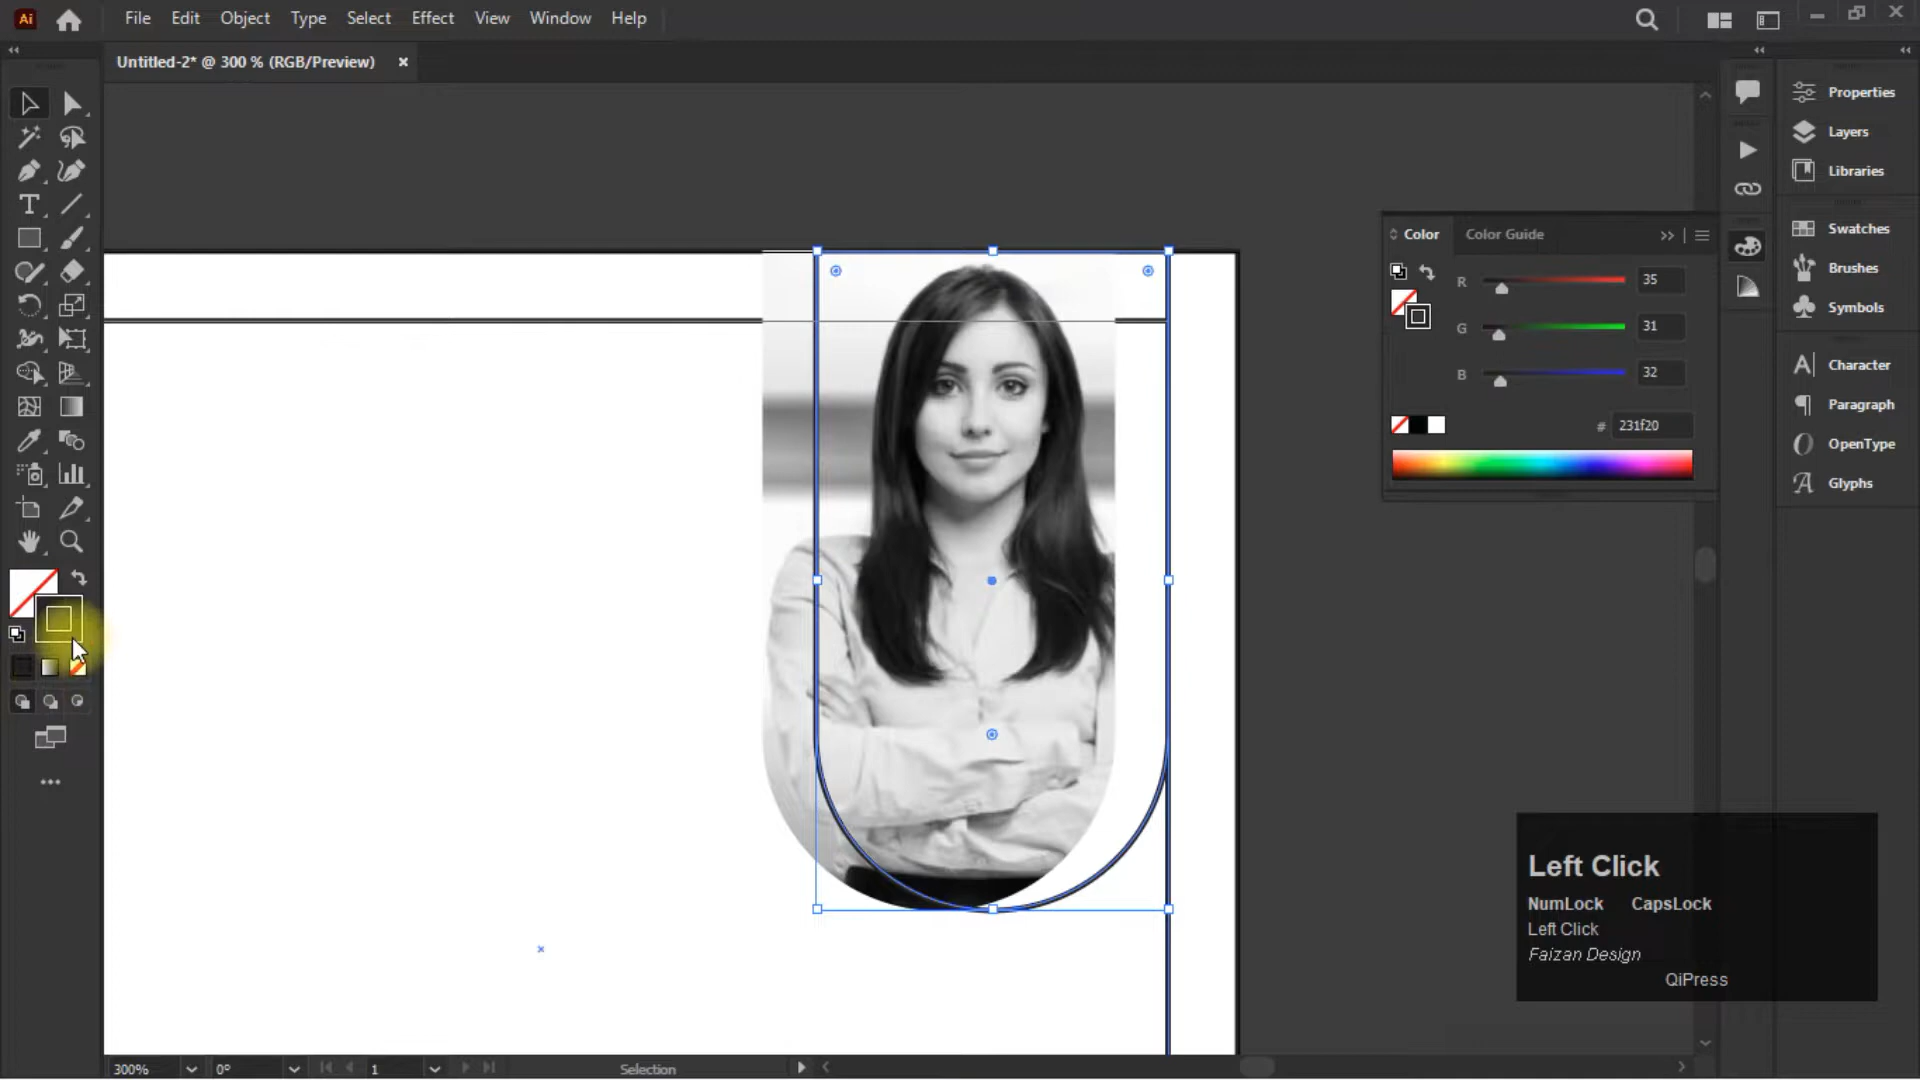 Ai File Edit Object Type Select Effect View Window Help
Untitled-2* @ 300 % (RGB/Preview) ×
Properties
Layers
Libraries
Swatches
Brushes
Symbols
Character
Paragraph
OpenType
Glyphs
Color Color Guide
R 35
G 31
B 32
# 231f20
Left Click
NumLock CapsLock
Left Click
Faizan Design
QiPress
300% 0° 1 Selection